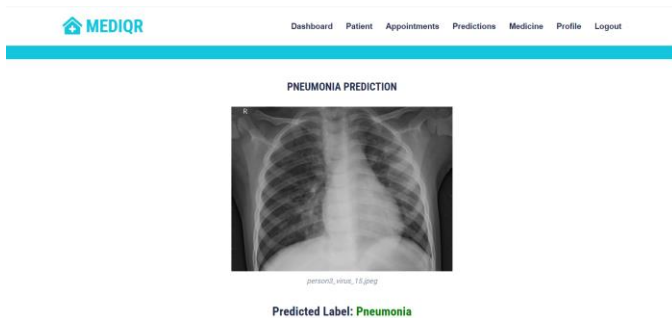 MEDIQR
Dashboard Patient Appointments Predictions Medicine Profile Logout
PNEUMONIA PREDICTION
R
person3_virus_15.jpeg
Predicted Label: Pneumonia